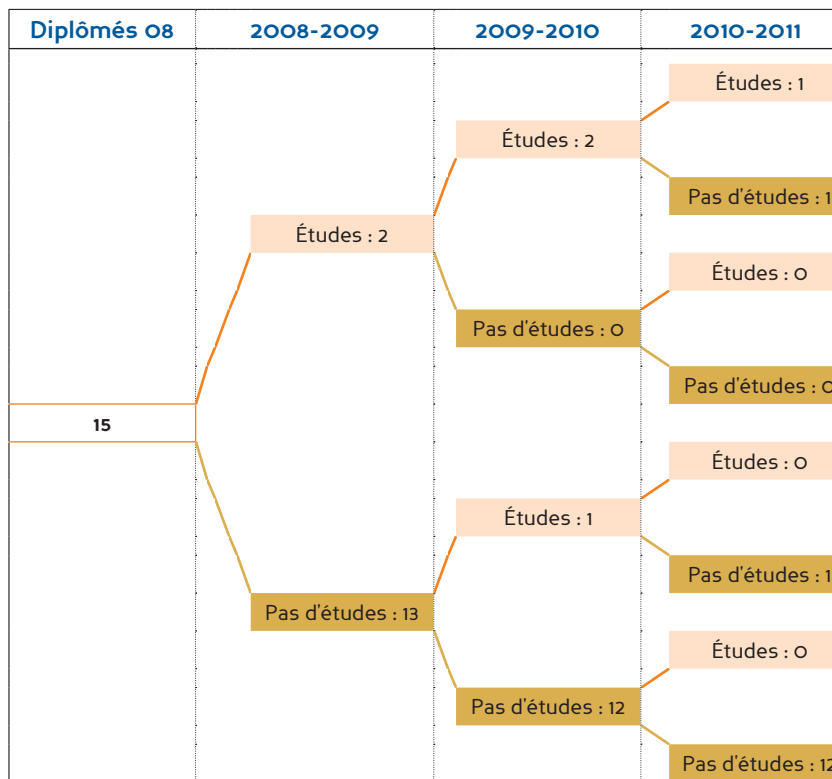 Diplômés 08 2008-2009 2009-2010 2010-2011
Études : 1
Études : 2
Pas d'études : 1
Études : 2
Études : 0
Pas d'études : 0
Pas d'études : 0
15
Études : 0
Études : 1
Pas d'études : 1
Pas d'études : 13
Études : 0
Pas d'études : 12
Pas d'études : 12